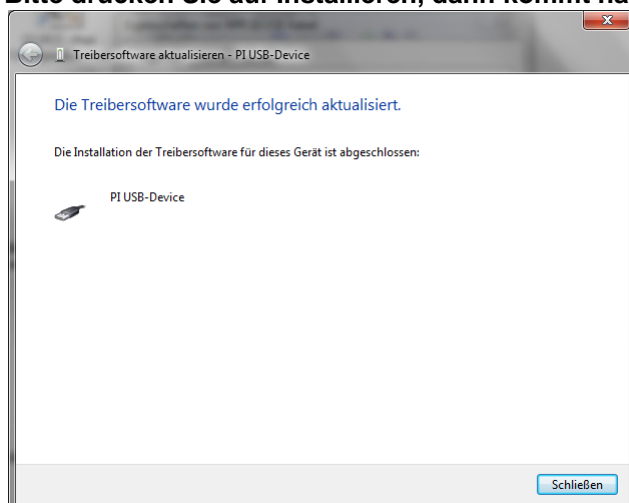 Bitte drücken Sie auf Installieren, dann kommt na
Treibersoftware aktualisieren - PI USB-Device
Die Treibersoftware wurde erfolgreich aktualisiert.
Die Installation der Treibersoftware für dieses Gerät ist abgeschlossen:
PI USB-Device
Schließen